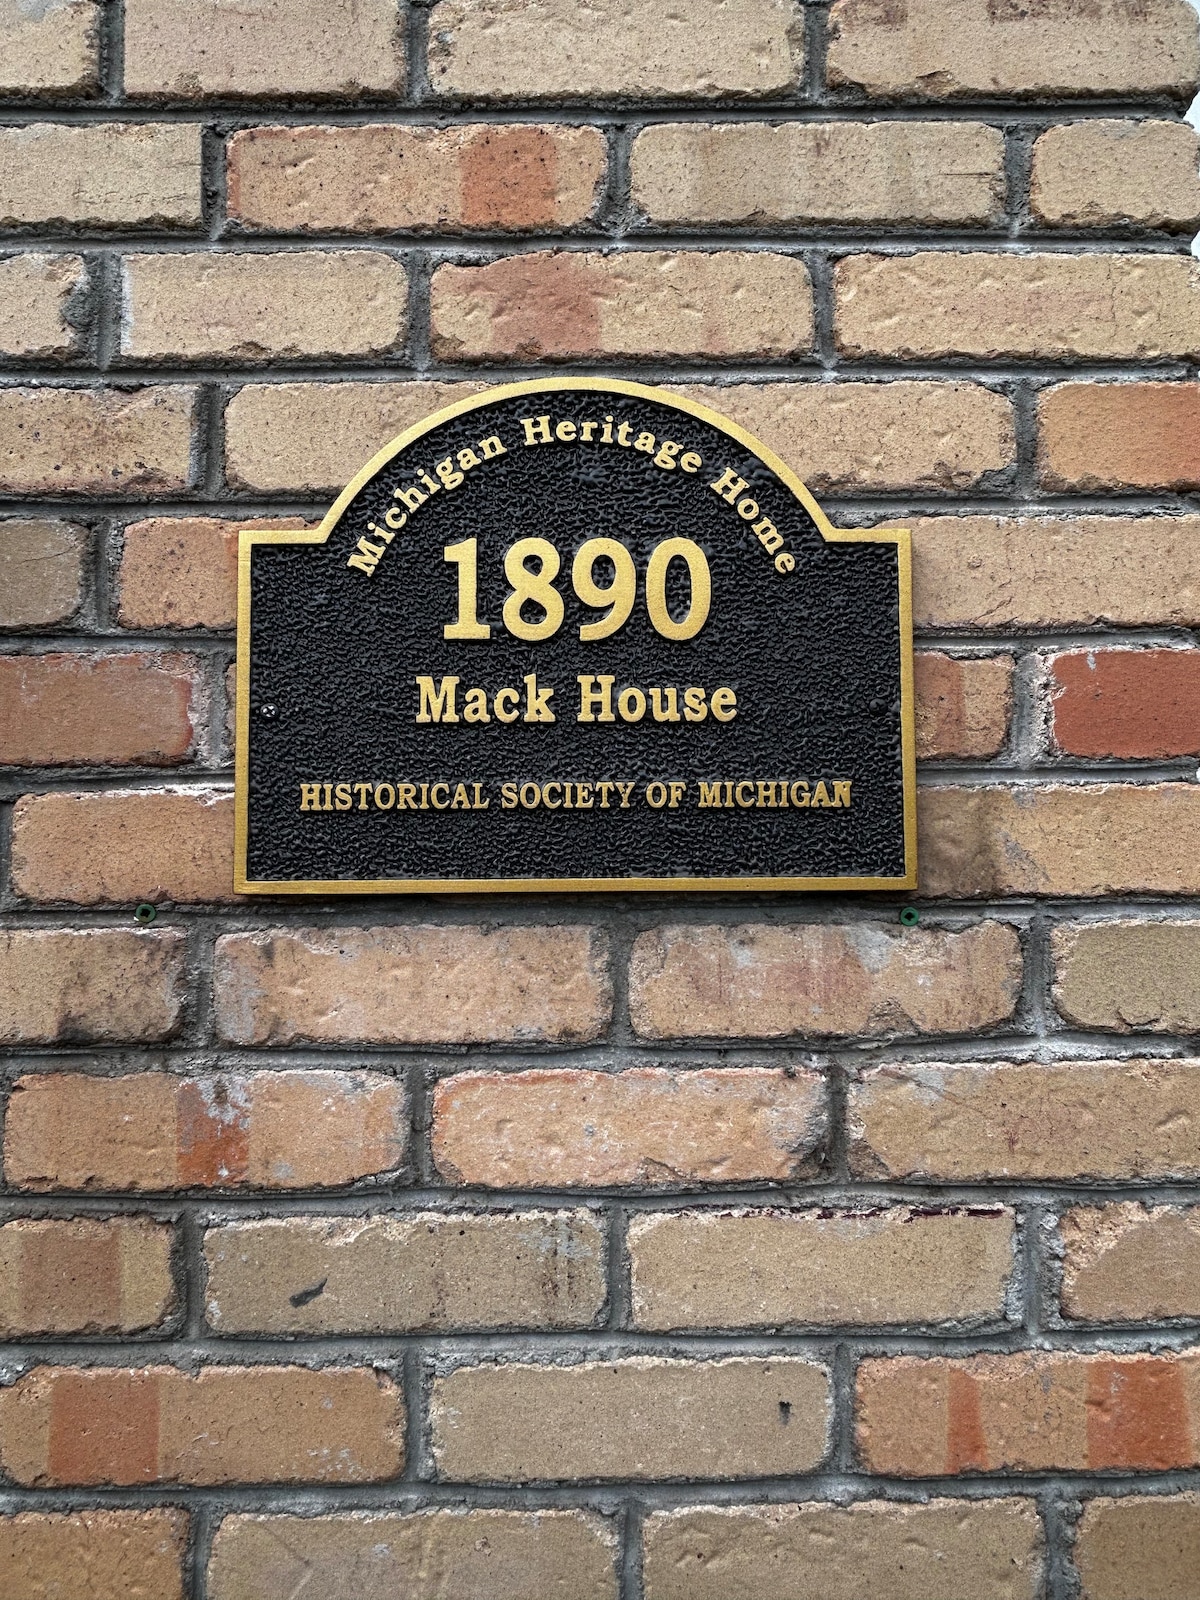 Michigan Heritage Home
1890
Mack House
HISTORICAL SOCIETY OF MICHIGAN